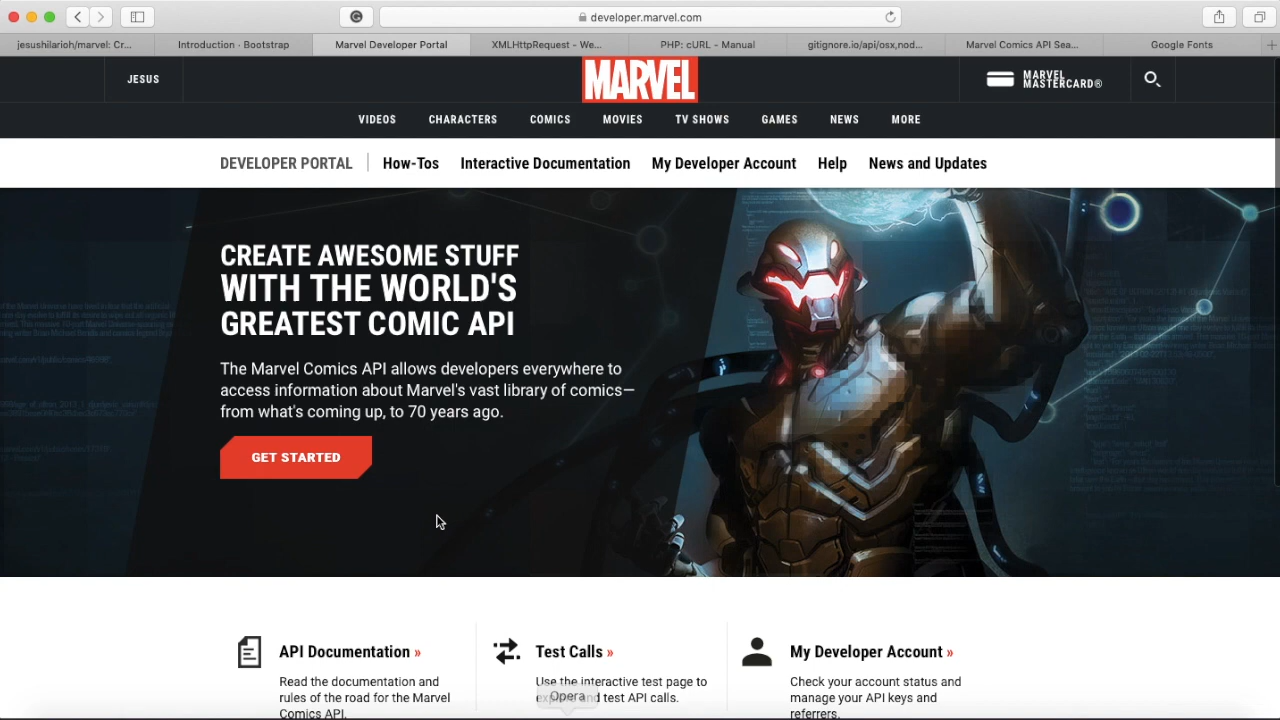 developer.marvel.com
jesushilarioh/marvel: Cr...
Introduction · Bootstrap
Marvel Developer Portal
XMLHttpRequest - We...
PHP: cURL - Manual
gitignore.io/api/osx,nod...
Marvel Comics API Sea...
Google Fonts
JESUS
MARVEL
MARVEL
MASTERCARD®
VIDEOS
CHARACTERS
COMICS
MOVIES
TV SHOWS
GAMES
NEWS
MORE
DEVELOPER PORTAL
How-Tos
Interactive Documentation
My Developer Account
Help
News and Updates
CREATE AWESOME STUFF
WITH THE WORLD'S
GREATEST COMIC API
The Marvel Comics API allows developers everywhere to
access information about Marvel's vast library of comics—
from what's coming up, to 70 years ago.
GET STARTED
API Documentation »
Read the documentation and
rules of the road for the Marvel
Comics API.
Test Calls »
Use the interactive test page to
and test API calls.
Opera
My Developer Account »
Check your account status and
manage your API keys and
referrers.